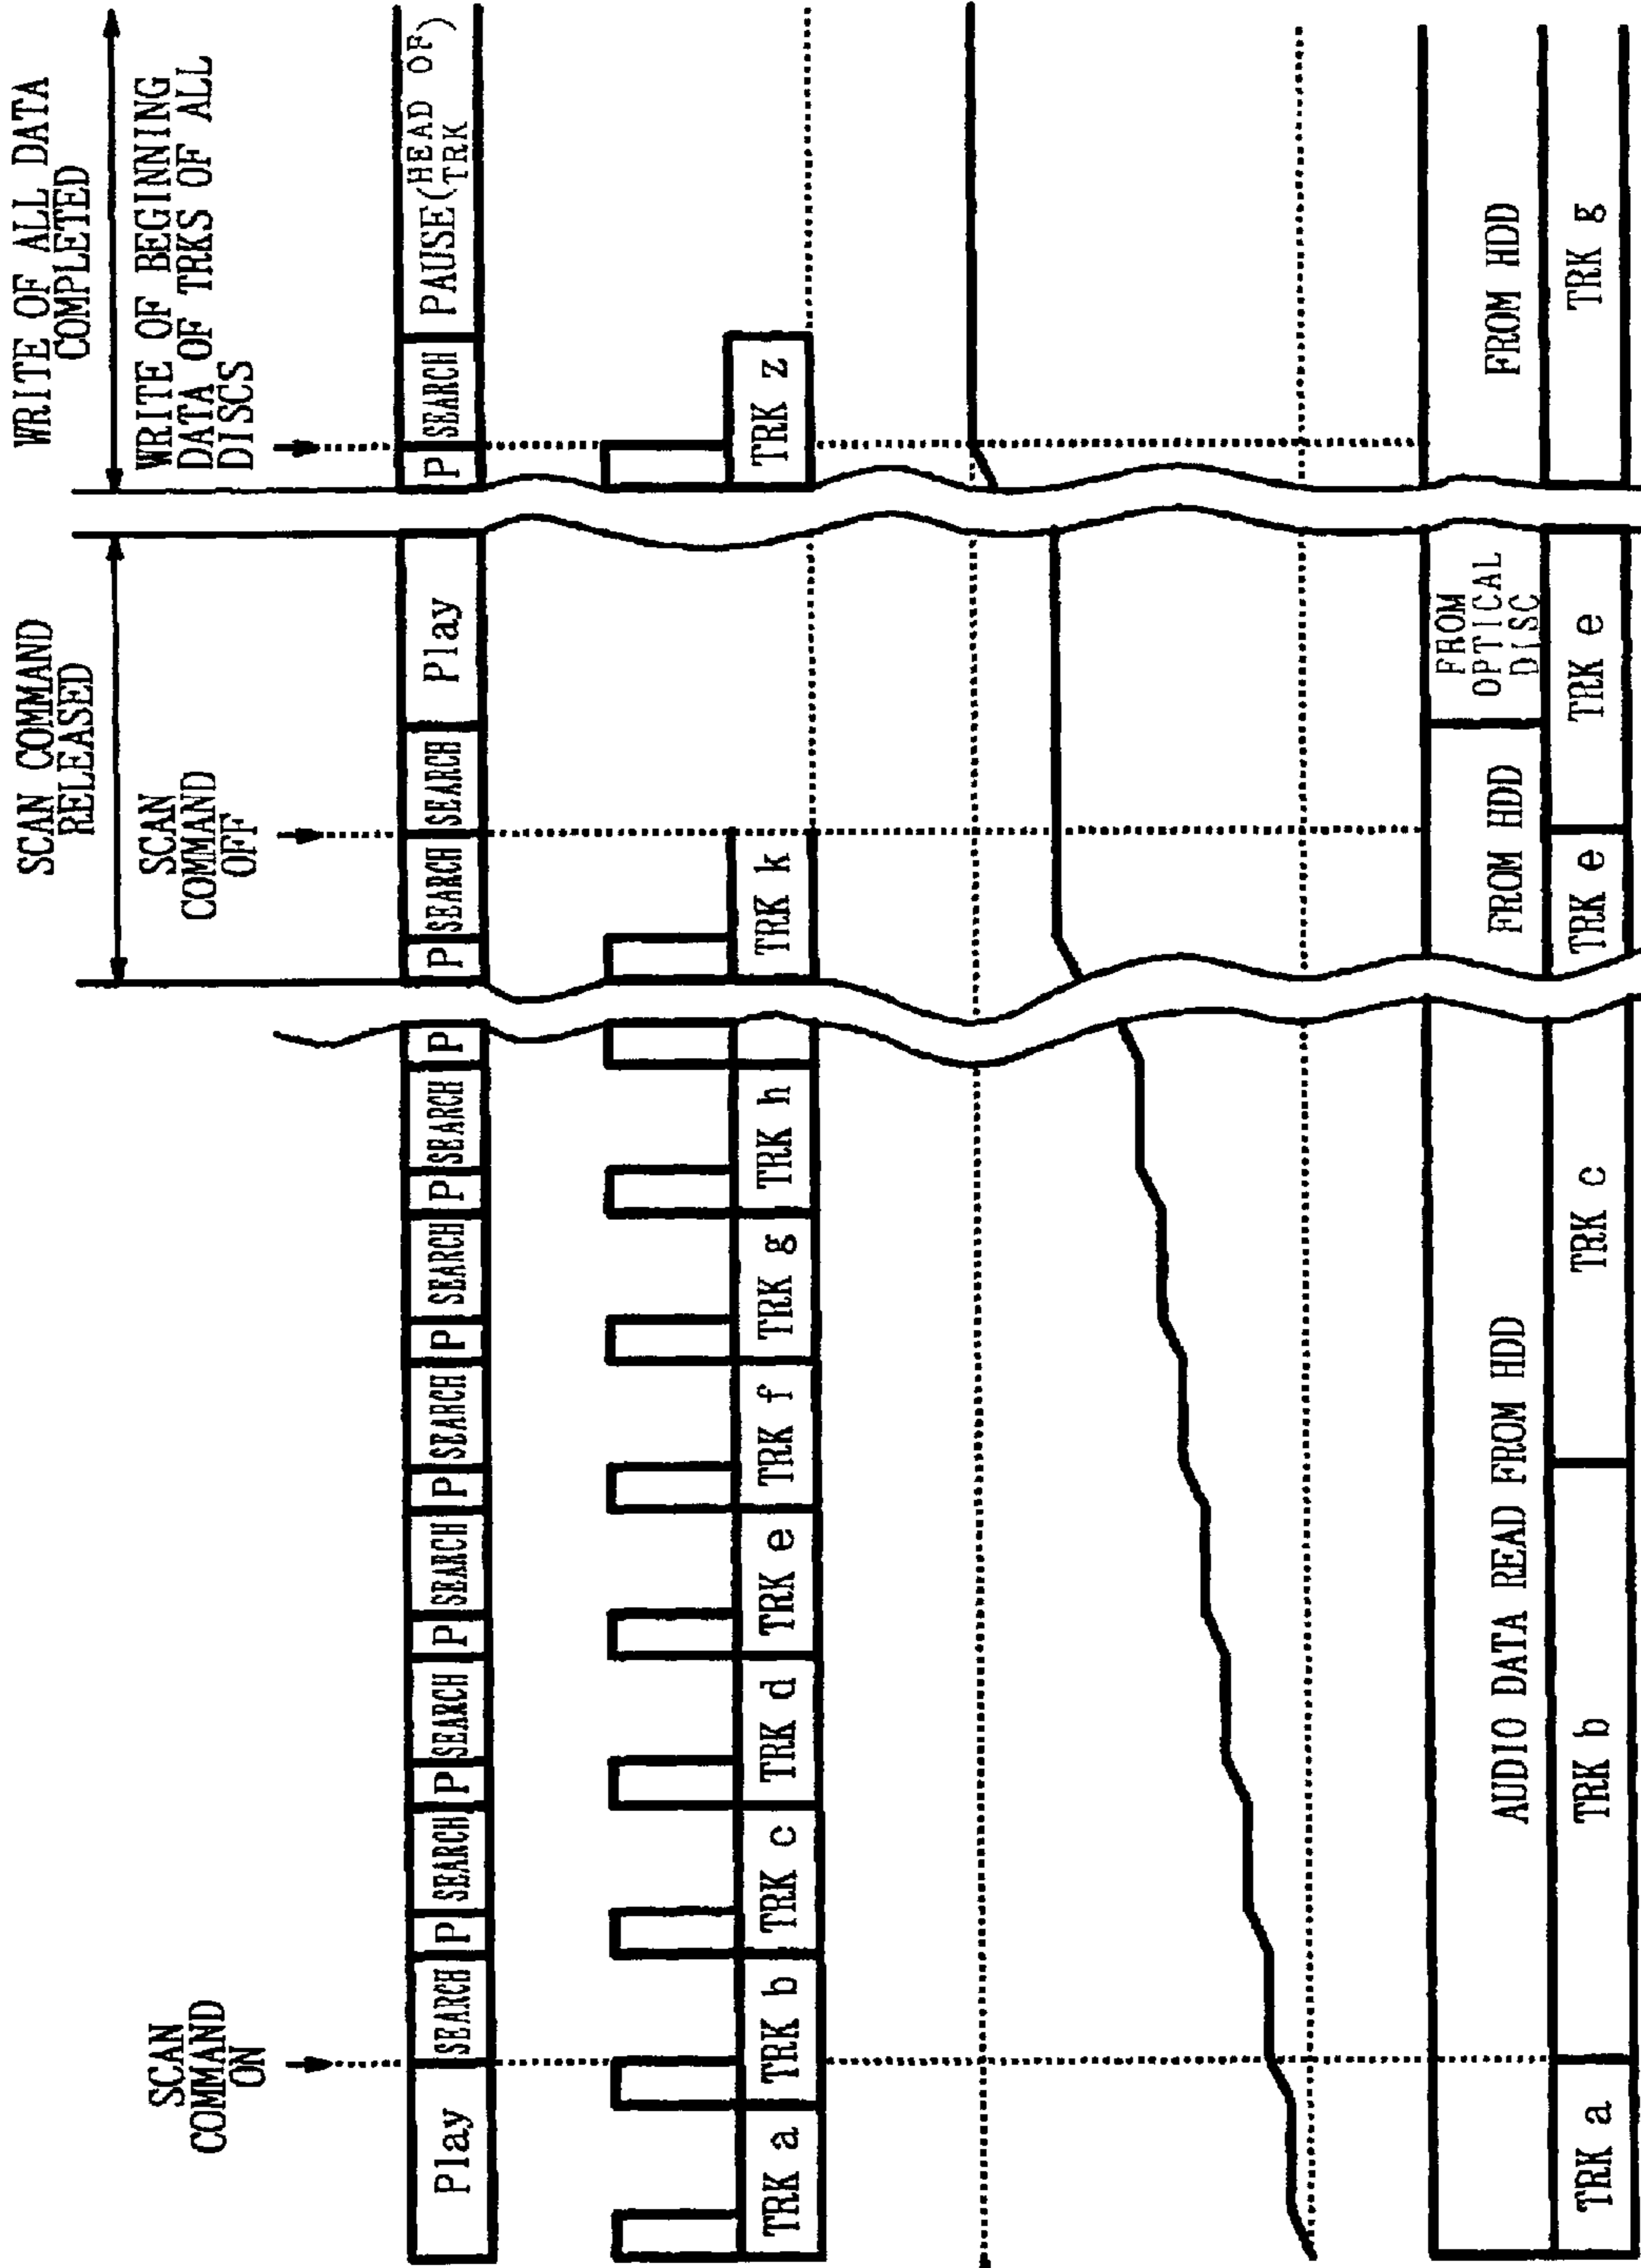 SCAN COMMAND
RELEASED
WRITE OF ALL DATA
COMPLETED
SCAN
COMMAND
ON
SCAN
COMMAND
OFF
WRITE OF BEGINNING
DATA OF TRKS OF ALL
DISCS
Play SEARCH P SEARCH P SEARCH P SEARCH P SEARCH P SEARCH P SEARCH P
P SEARCH SEARCH Play
P SEARCH PAUSE(HEAD OF
TRK)
TRK a TRK b TRK c TRK d TRK e TRK f TRK g TRK h
TRK k
TRK z
AUDIO DATA READ FROM HDD
FROM HDD
FROM
OPTICAL
DISC
FROM HDD
TRK a TRK b TRK c
TRK e TRK e
TRK g